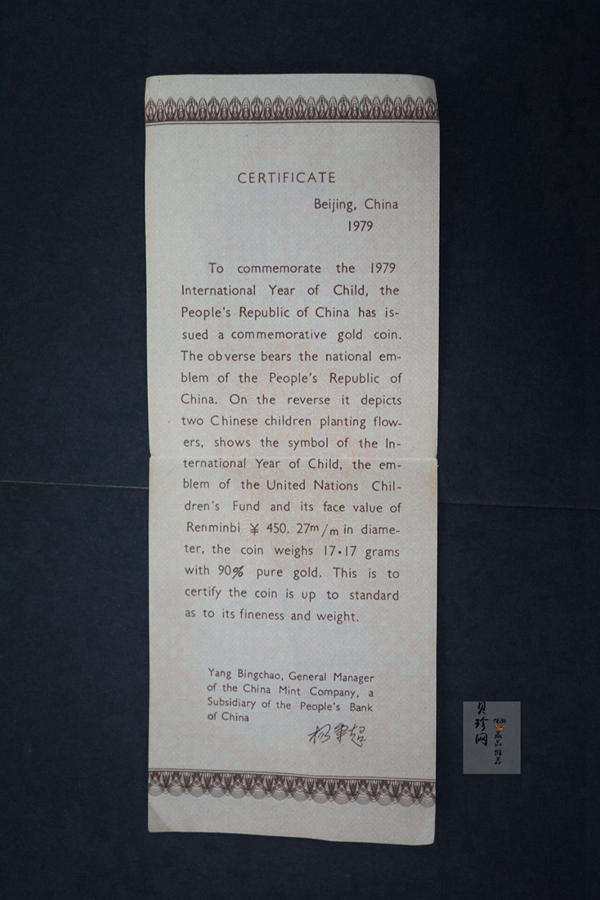 CERTIFICATE
Beijing, China
1979
To commemorate the 1979
International Year of Child, the
People's Republic of China has is-
sued a commemorative gold coin.
The obverse bears the national em-
blem of the People's Republic of
China. On the reverse it depicts
two Chinese children planting flow-
ers, shows the symbol of the In-
ternational Year of Child, the em-
blem of the United Nations Chil-
dren's Fund and its face value of
Renminbi ¥ 450. 27m/m in diame-
ter, the coin weighs 17·17 grams
with 90% pure gold. This is to
certify the coin is up to standard
as to its fineness and weight.
Yang Bingchao, General Manager
of the China Mint Company, a
Subsidiary of the People's Bank
of China
贝珍网